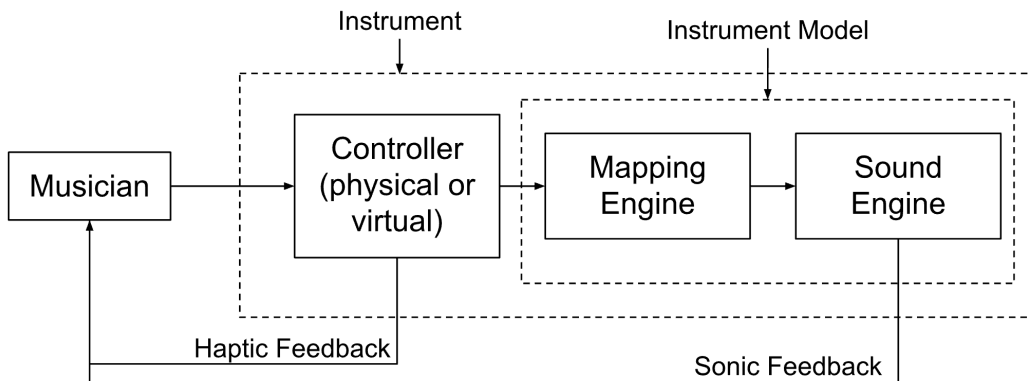 Instrument
Instrument Model
Musician
Controller
(physical or
virtual)
Mapping
Engine
Sound
Engine
Haptic Feedback
Sonic Feedback